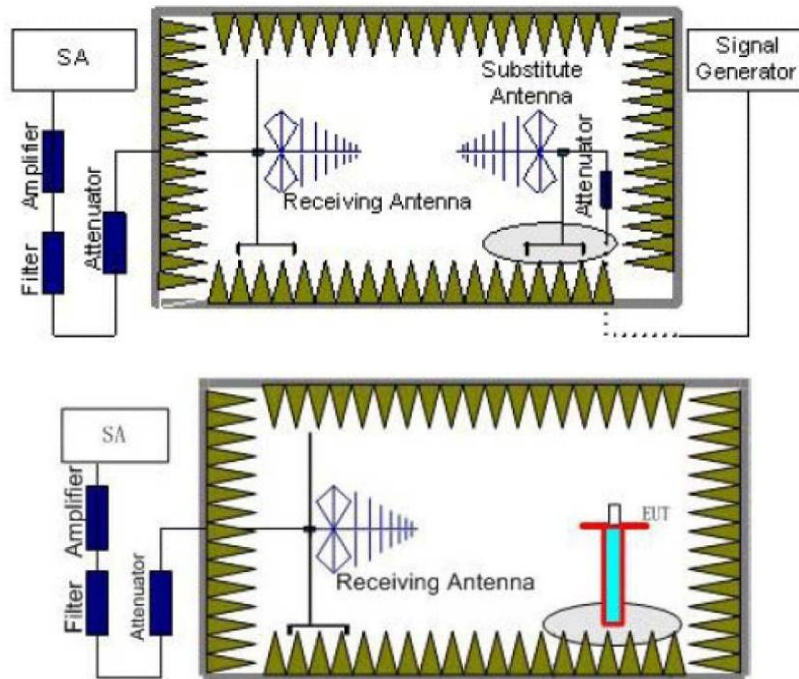 SA
Signal
Generator
Substitute
Antenna
Amplifier
Attenuator
Attenuator
Receiving Antenna
Filter
SA
Amplifier
EUT
Receiving Antenna
Filter
Attenuator